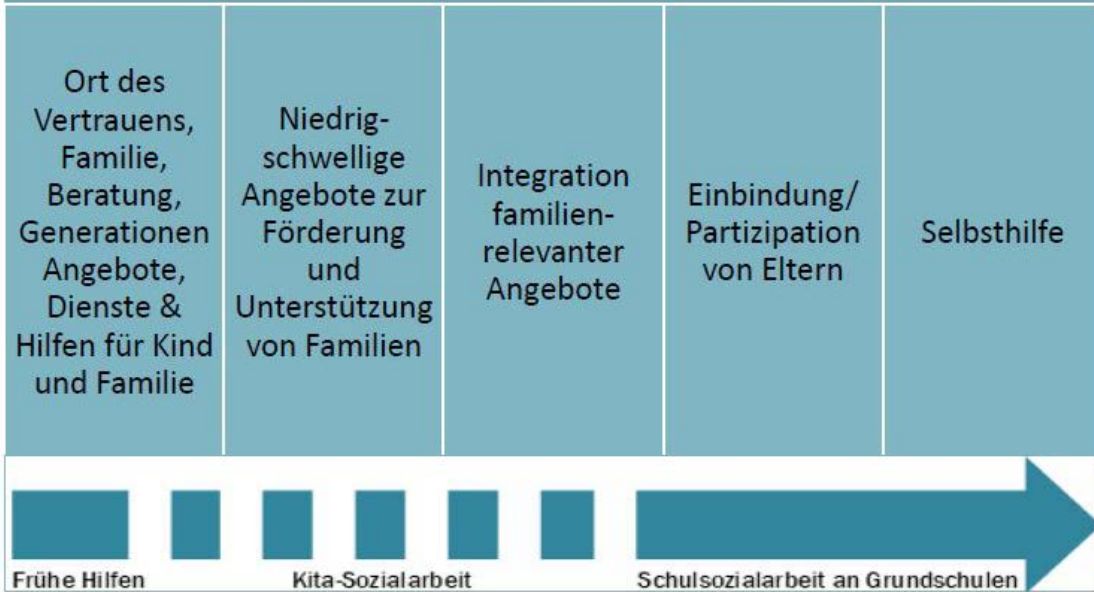 Ort des
Vertrauens,
Familie,
Beratung,
Generationen
Angebote,
Dienste &
Hilfen für Kind
und Familie
Niedrig-
schwellige
Angebote zur
Förderung
und
Unterstützung
von Familien
Integration
familien-
relevanter
Angebote
Einbindung/
Partizipation
von Eltern
Selbsthilfe
Frühe Hilfen
Kita-Sozialarbeit
Schulsozialarbeit an Grundschulen